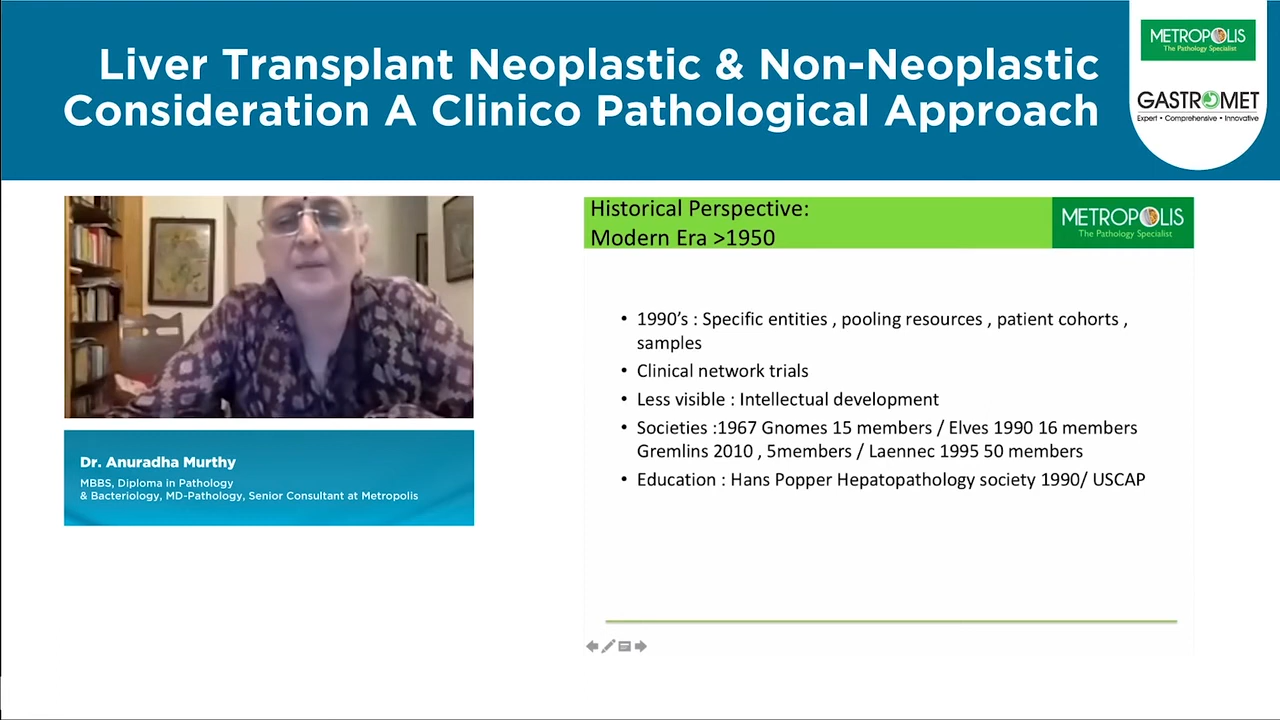 Liver Transplant Neoplastic & Non-Neoplastic
Consideration A Clinico Pathological Approach
METROPOLIS
The Pathology Specialist
GASTROMET
Expert • Comprehensive • Innovative
Historical Perspective:
Modern Era >1950
METROPOLIS
The Pathology Specialist
• 1990's : Specific entities , pooling resources , patient cohorts ,
samples
• Clinical network trials
• Less visible : Intellectual development
• Societies :1967 Gnomes 15 members / Elves 1990 16 members
Gremlins 2010 , 5members / Laennec 1995 50 members
• Education : Hans Popper Hepatopathology society 1990/ USCAP
Dr. Anuradha Murthy
MBBS, Diploma in Pathology
& Bacteriology, MD-Pathology, Senior Consultant at Metropolis